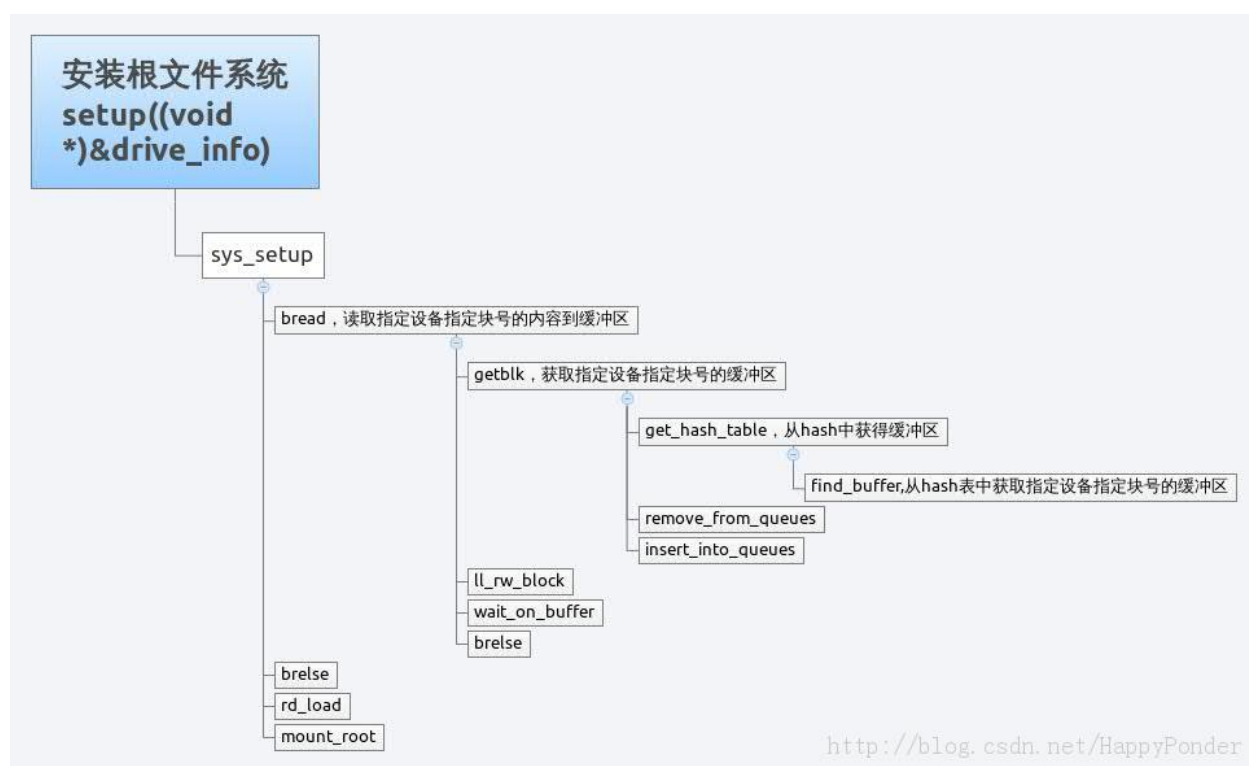 安装根文件系统
setup((void
*)&drive_info)
sys_setup
bread，读取指定设备指定块号的内容到缓冲区
getblk，获取指定设备指定块号的缓冲区
get_hash_table，从hash中获得缓冲区
find_buffer,从hash表中获取指定设备指定块号的缓冲区
remove_from_queues
insert_into_queues
ll_rw_block
wait_on_buffer
brelse
brelse
rd_load
mount_root
http://blog.csdn.net/HappyPonder